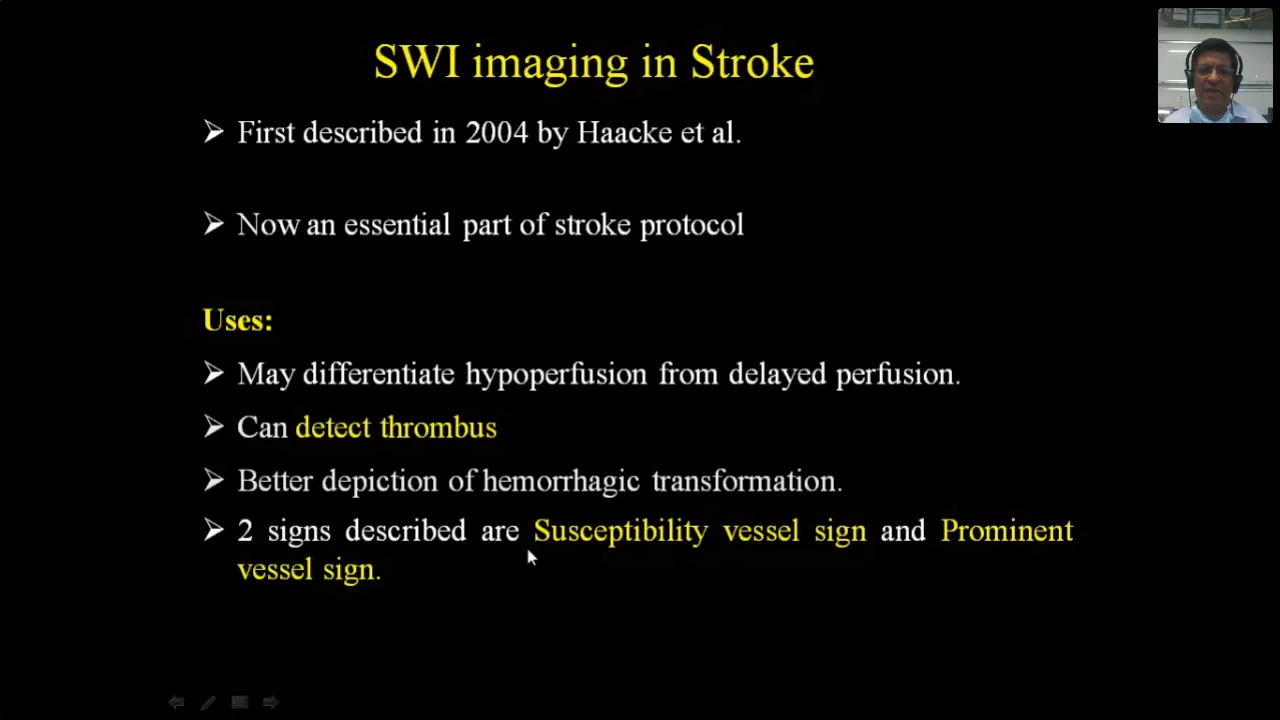 SWI imaging in Stroke
First described in 2004 by Haacke et al.
Now an essential part of stroke protocol
Uses:
May differentiate hypoperfusion from delayed perfusion.
Can detect thrombus
Better depiction of hemorrhagic transformation.
2 signs described are Susceptibility vessel sign and Prominent
vessel sign.